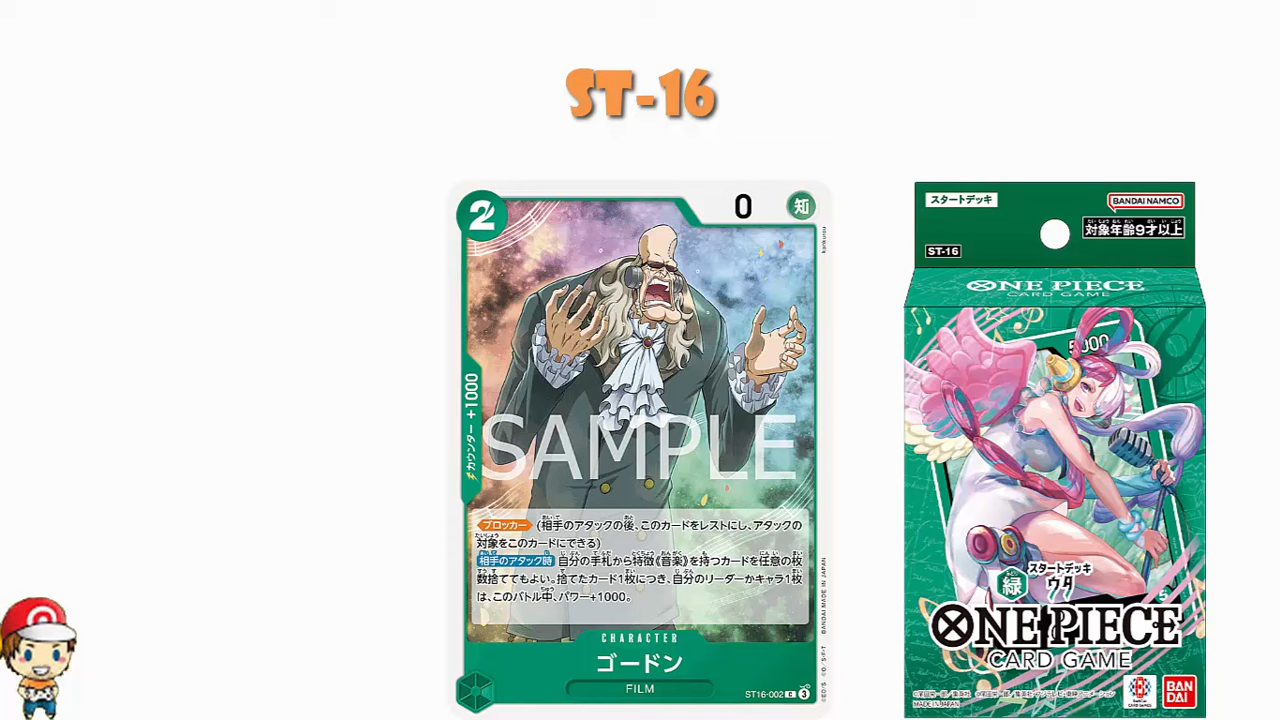 ST-16
2
0
知
カウンター +1000
SAMPLE
ブロッカー (相手のアタックの後、このカードをレストにし、アタックの
対象をこのカードにできる)
相手のアタック時 自分の手札から特徴《音楽》を持つカードを任意の枚
数捨ててもよい。捨てたカード1枚につき、自分のリーダーかキャラ1枚
は、このバトル中、パワー+1000。
CHARACTER
ゴードン
FILM
ST16-002 C 3
BANDAI MADE IN JAPAN
スタートデッキ
BANDAI NAMCO
対象年齢9才以上
ST-16
ONE PIECE
CARD GAME
5000
スタートデッキ
緑 ウタ
ONE PIECE
CARD GAME
MADE IN JAPAN
BANDAI